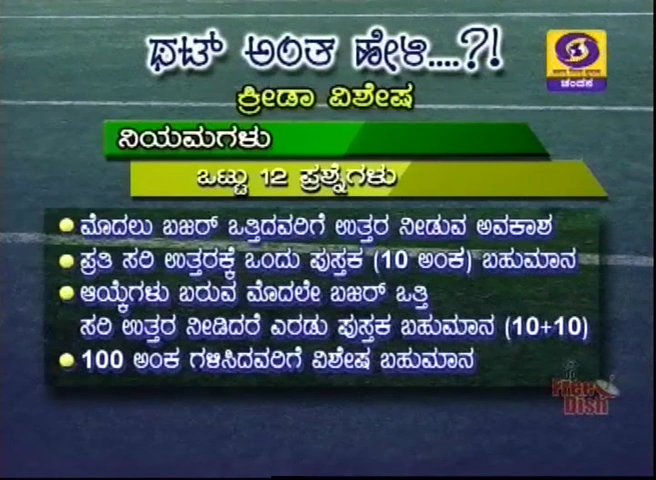 ಥಟ್ ಅಂತ ಹೇಳಿ....?!
ಚಂದನ
ಕ್ರೀಡಾ ವಿಶೇಷ
ನಿಯಮಗಳು
ಒಟ್ಟು 12 ಪ್ರಶ್ನೆಗಳು
ಮೊದಲು ಬಜರ್ ಒತ್ತಿದವರಿಗೆ ಉತ್ತರ ನೀಡುವ ಅವಕಾಶ
ಪ್ರತಿ ಸರಿ ಉತ್ತರಕ್ಕೆ ಒಂದು ಪುಸ್ತಕ (10 ಅಂಕ) ಬಹುಮಾನ
ಆಯ್ಕೆಗಳು ಬರುವ ಮೊದಲೇ ಬಜರ್ ಒತ್ತಿ
ಸರಿ ಉತ್ತರ ನೀಡಿದರೆ ಎರಡು ಪುಸ್ತಕ ಬಹುಮಾನ (10+10)
100 ಅಂಕ ಗಳಿಸಿದವರಿಗೆ ವಿಶೇಷ ಬಹುಮಾನ
Free
Dish